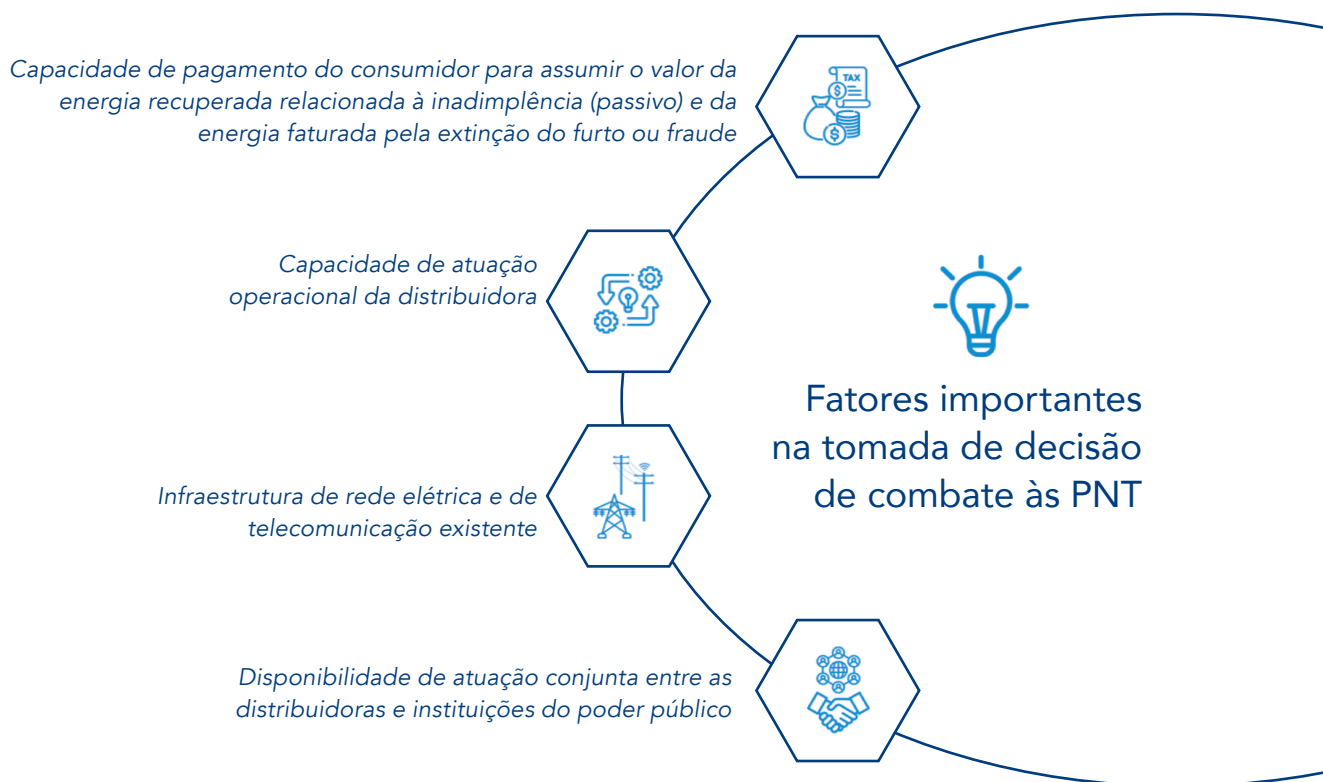 Capacidade de pagamento do consumidor para assumir o valor da
energia recuperada relacionada à inadimplência (passivo) e da
energia faturada pela extinção do furto ou fraude
TAX
$
$
Capacidade de atuação
operacional da distribuidora
Fatores importantes
na tomada de decisão
de combate às PNT
Infraestrutura de rede elétrica e de
telecomunicação existente
Disponibilidade de atuação conjunta entre as
distribuidoras e instituições do poder público